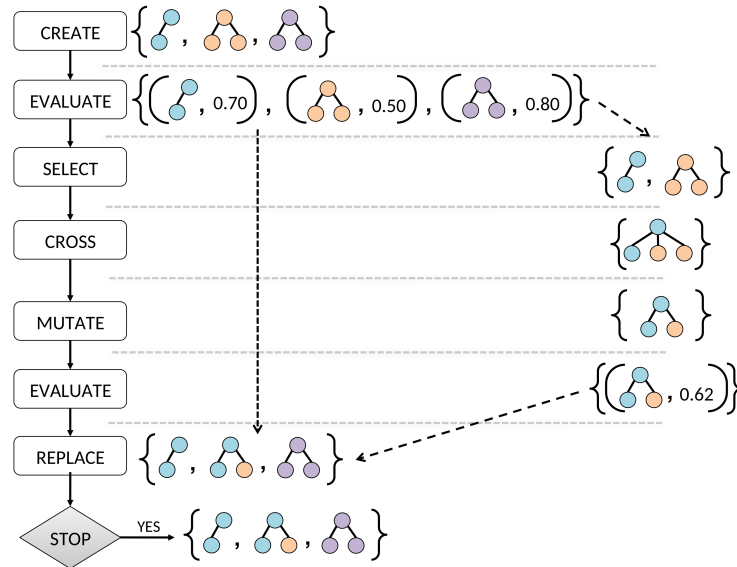 CREATE { , , }
EVALUATE {( , 0.70) , ( , 0.50) , ( , 0.80)}
SELECT { , }
CROSS { }
MUTATE { }
EVALUATE {( , 0.62)}
REPLACE { , , }
STOP YES { , , }